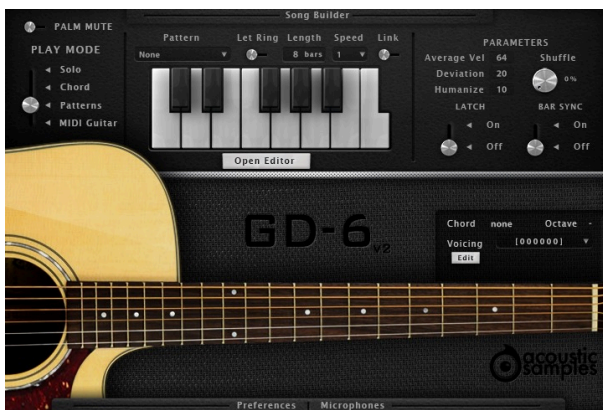 Song Builder
PALM MUTE
PLAY MODE
Solo
Chord
Patterns
MIDI Guitar
Pattern Let Ring Length Speed Link
None 8 bars 1
Open Editor
PARAMETERS
Average Vel 64
Deviation 20
Humanize 10
Shuffle
0%
LATCH
On
Off
BAR SYNC
On
Off
GD-6 v2
Chord none Octave -
Voicing [000000]
Edit
acoustic
samples
Preferences Microphones